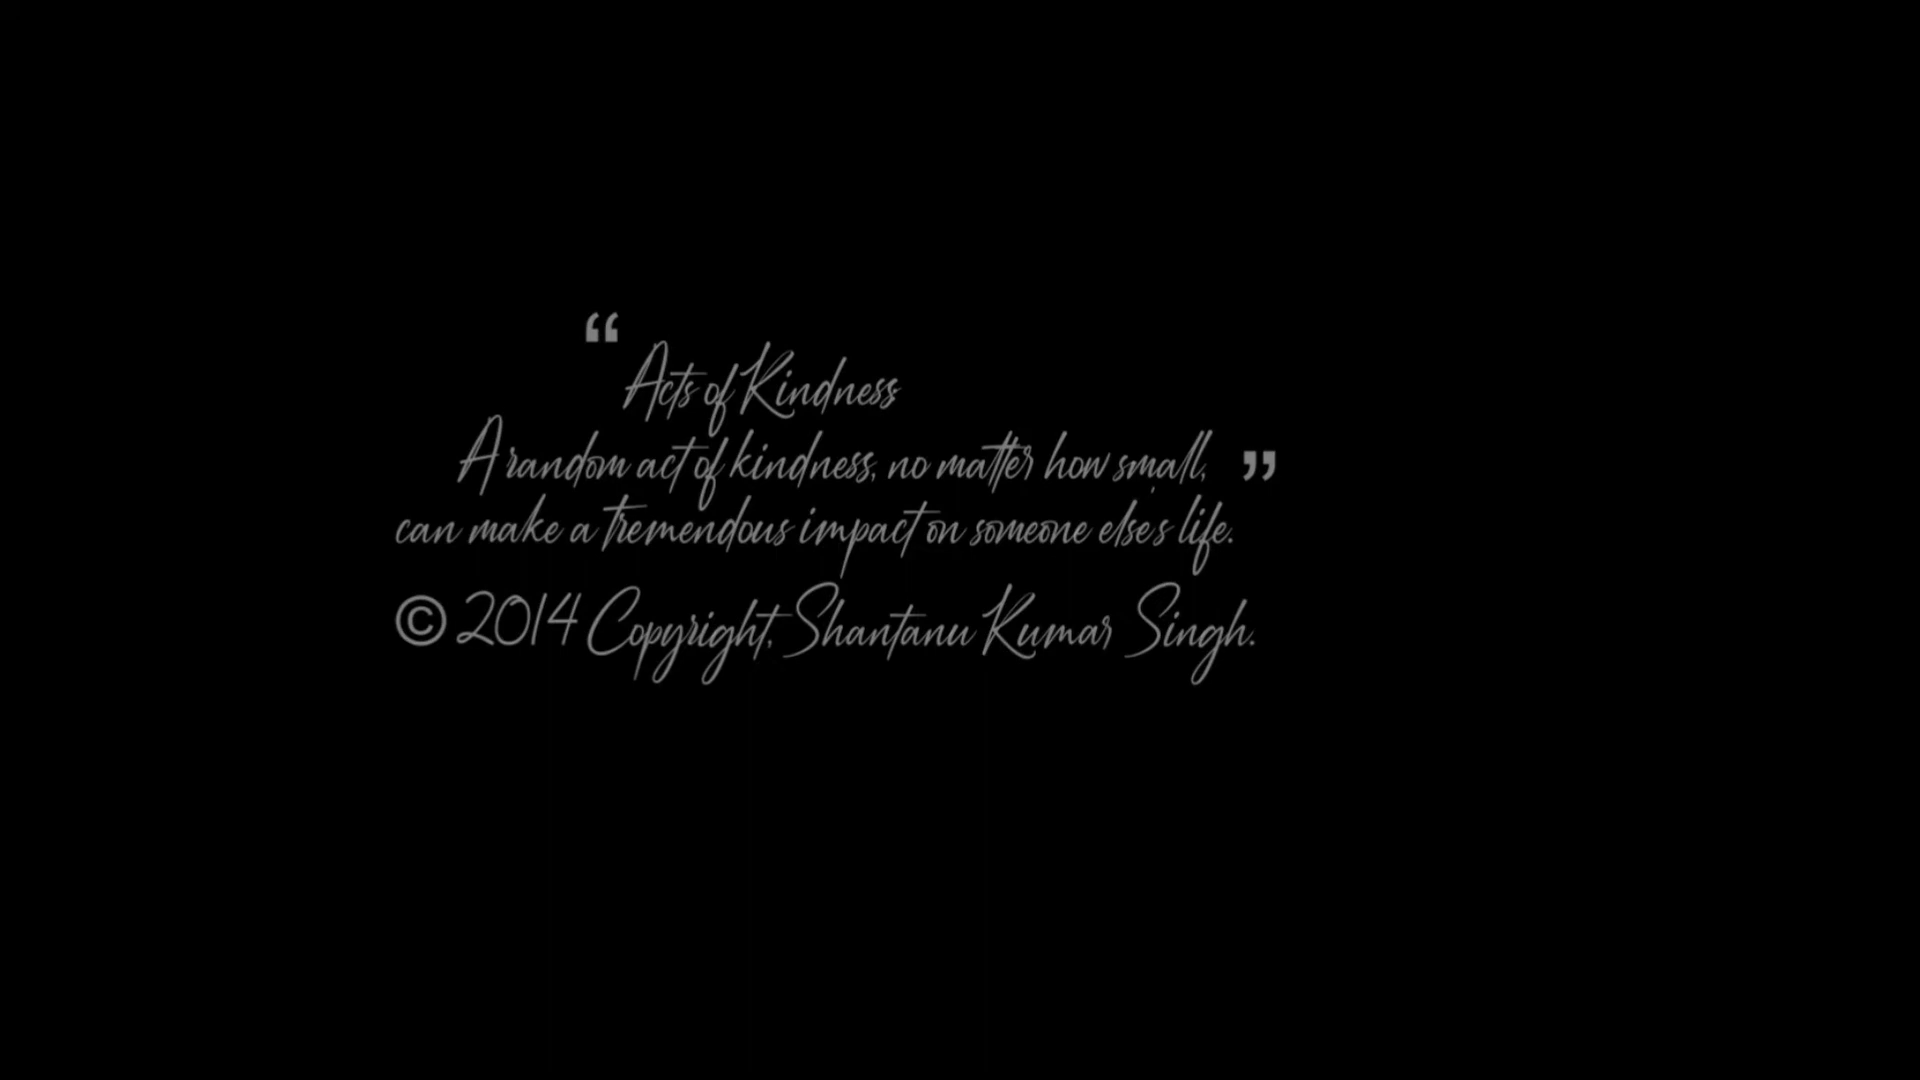 “Acts of Kindness
A random act of kindness, no matter how small, ”
can make a tremendous impact on someone else's life.
© 2014 Copyright, Shantanu Kumar Singh.